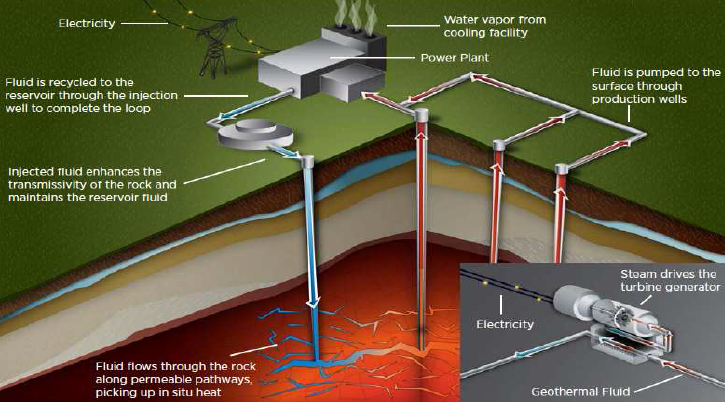 Electricity
Water vapor from
cooling facility
Power Plant
Fluid is recycled to the
reservoir through the injection
well to complete the loop
Fluid is pumped to the
surface through
production wells
Injected fluid enhances the
transmissivity of the rock and
maintains the reservoir fluid
Steam drives the
turbine generator
Electricity
Fluid flows through the rock
along permeable pathways,
picking up in situ heat
Geothermal Fluid